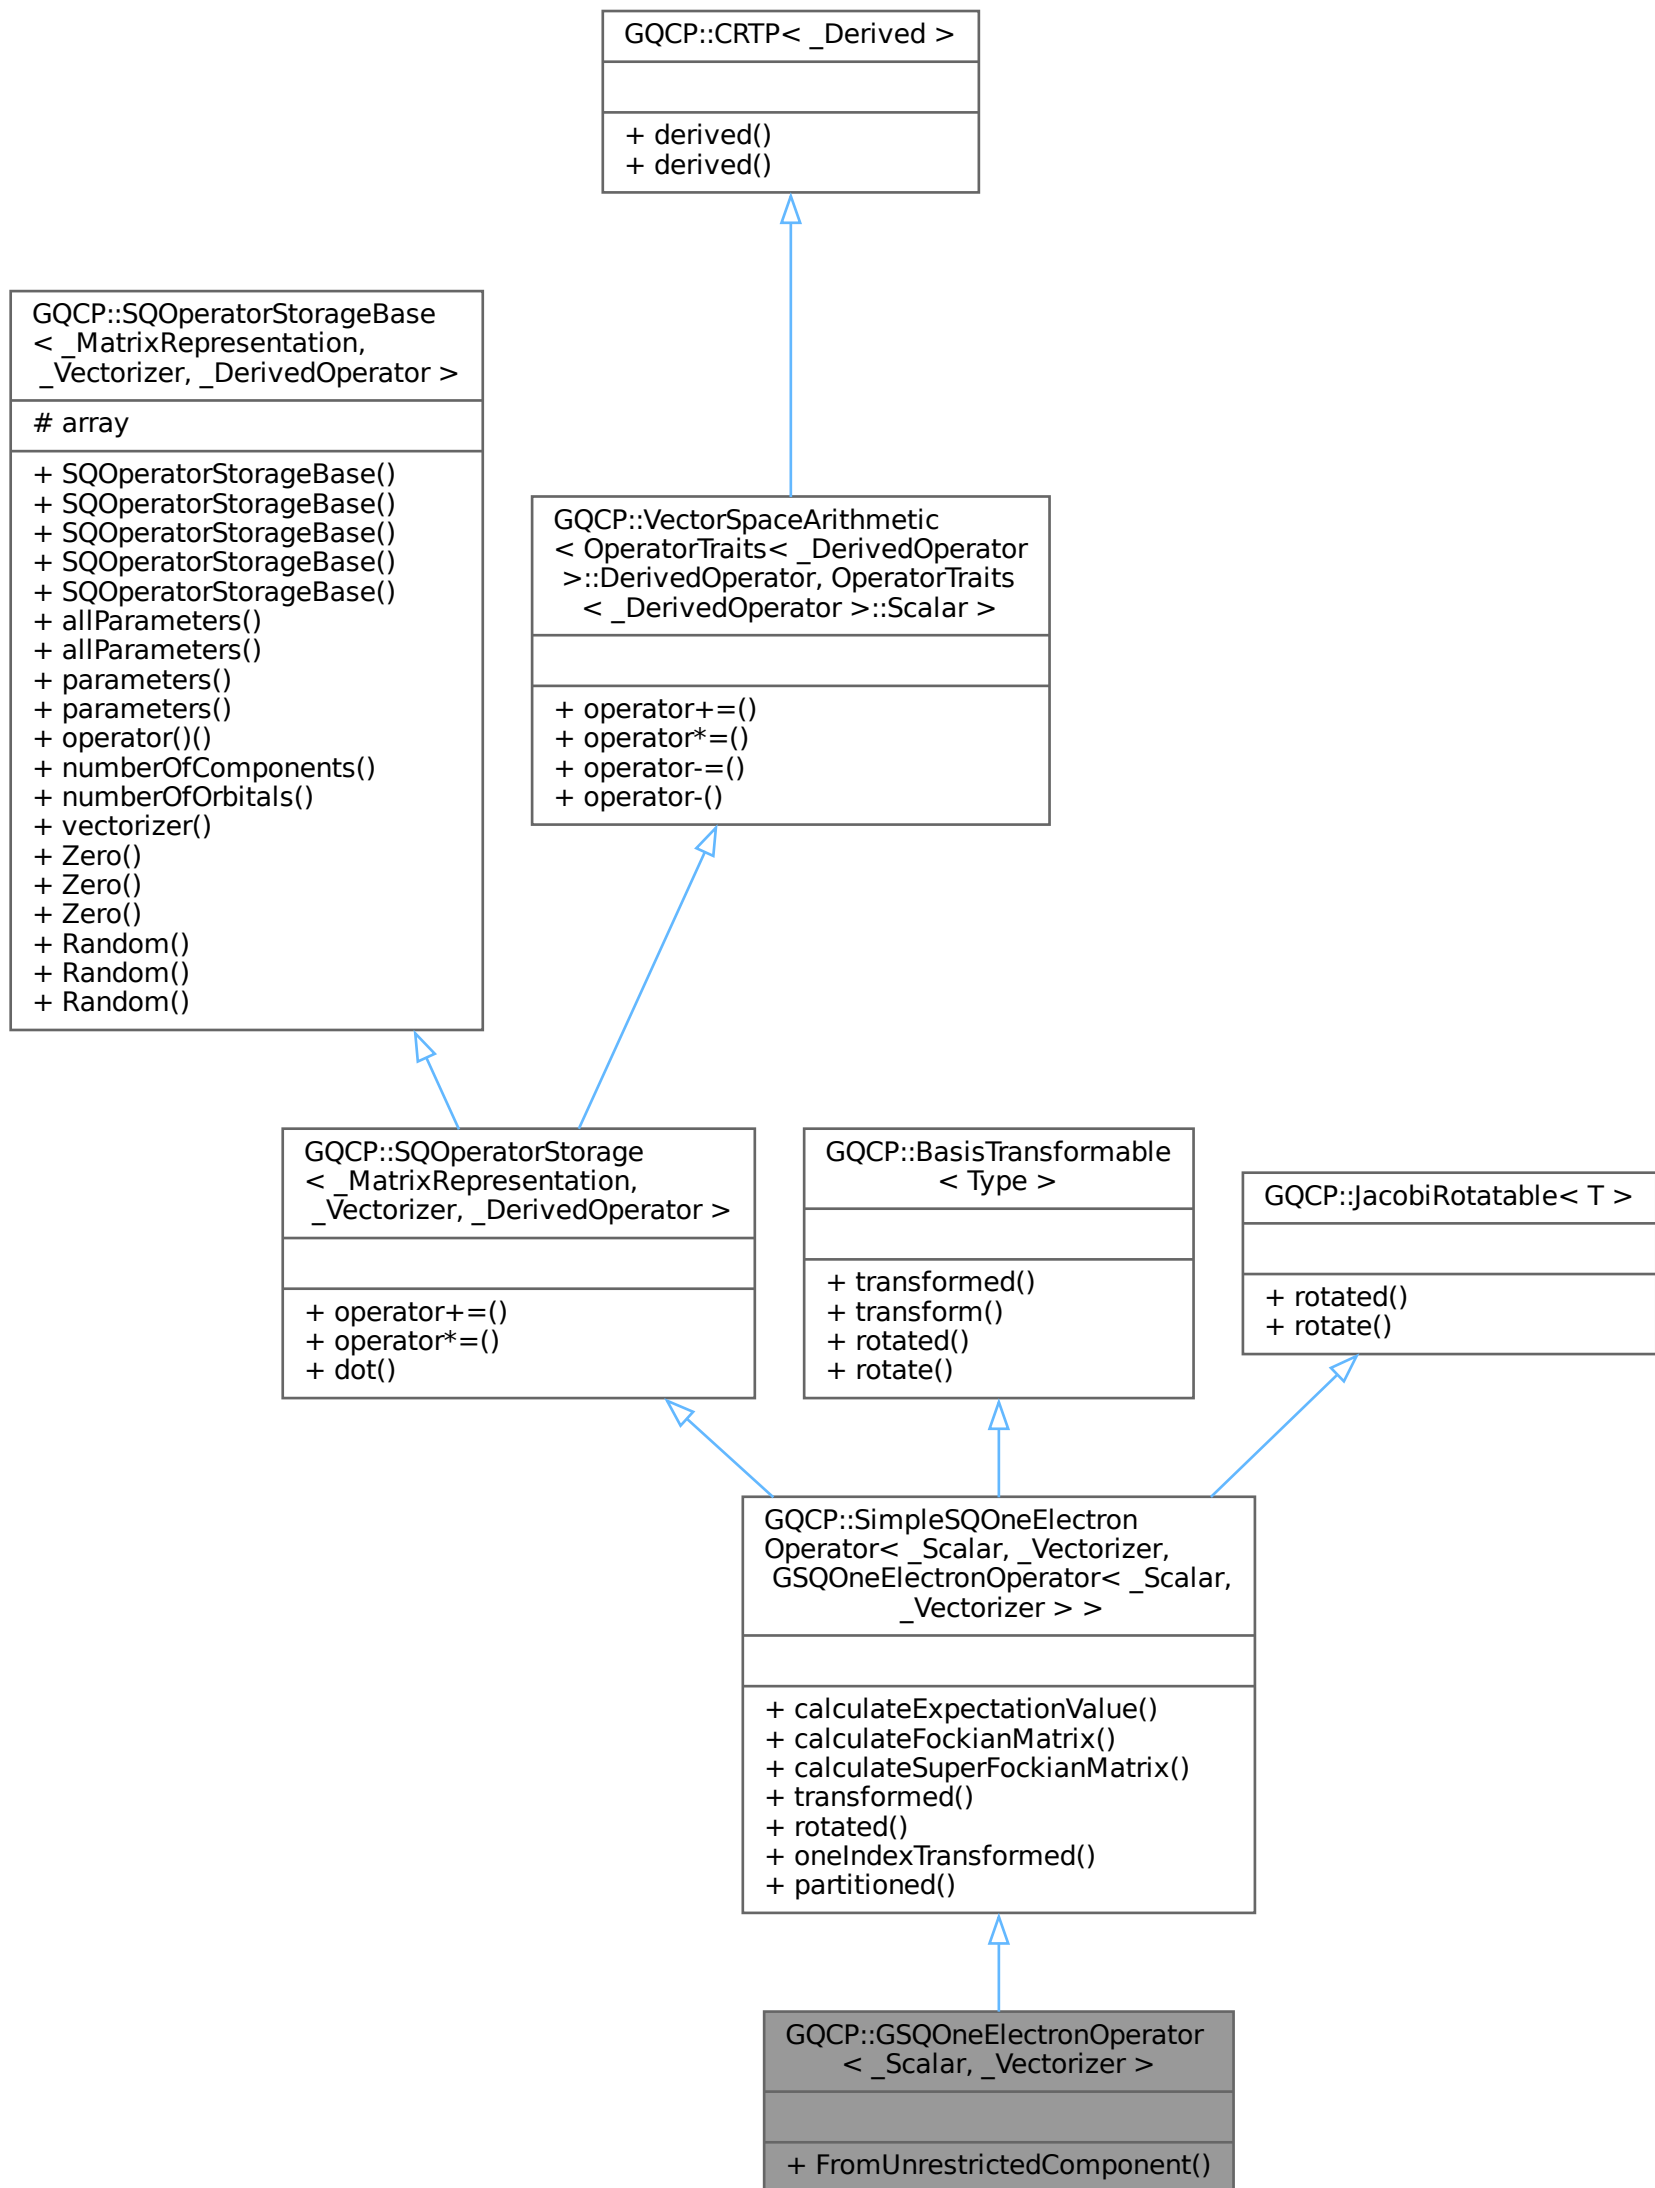 GQCP::CRTP< _Derived >
+ derived()
+ derived()
GQCP::SQOperatorStorageBase
< _MatrixRepresentation,
_Vectorizer, _DerivedOperator >
# array
+ SQOperatorStorageBase()
+ SQOperatorStorageBase()
+ SQOperatorStorageBase()
+ SQOperatorStorageBase()
+ SQOperatorStorageBase()
+ allParameters()
+ allParameters()
+ parameters()
+ parameters()
+ operator()()
+ numberOfComponents()
+ numberOfOrbitals()
+ vectorizer()
+ Zero()
+ Zero()
+ Zero()
+ Random()
+ Random()
+ Random()
GQCP::VectorSpaceArithmetic
< OperatorTraits< _DerivedOperator
>::DerivedOperator, OperatorTraits
< _DerivedOperator >::Scalar >
+ operator+=()
+ operator*=()
+ operator-=()
+ operator-()
GQCP::SQOperatorStorage
< _MatrixRepresentation,
_Vectorizer, _DerivedOperator >
+ operator+=()
+ operator*=()
+ dot()
GQCP::BasisTransformable
< Type >
+ transformed()
+ transform()
+ rotated()
+ rotate()
GQCP::JacobiRotatable< T >
+ rotated()
+ rotate()
GQCP::SimpleSQOneElectron
Operator< _Scalar, _Vectorizer,
GSQOneElectronOperator< _Scalar,
_Vectorizer > >
+ calculateExpectationValue()
+ calculateFockianMatrix()
+ calculateSuperFockianMatrix()
+ transformed()
+ rotated()
+ oneIndexTransformed()
+ partitioned()
GQCP::GSQOneElectronOperator
< _Scalar, _Vectorizer >
+ FromUnrestrictedComponent()